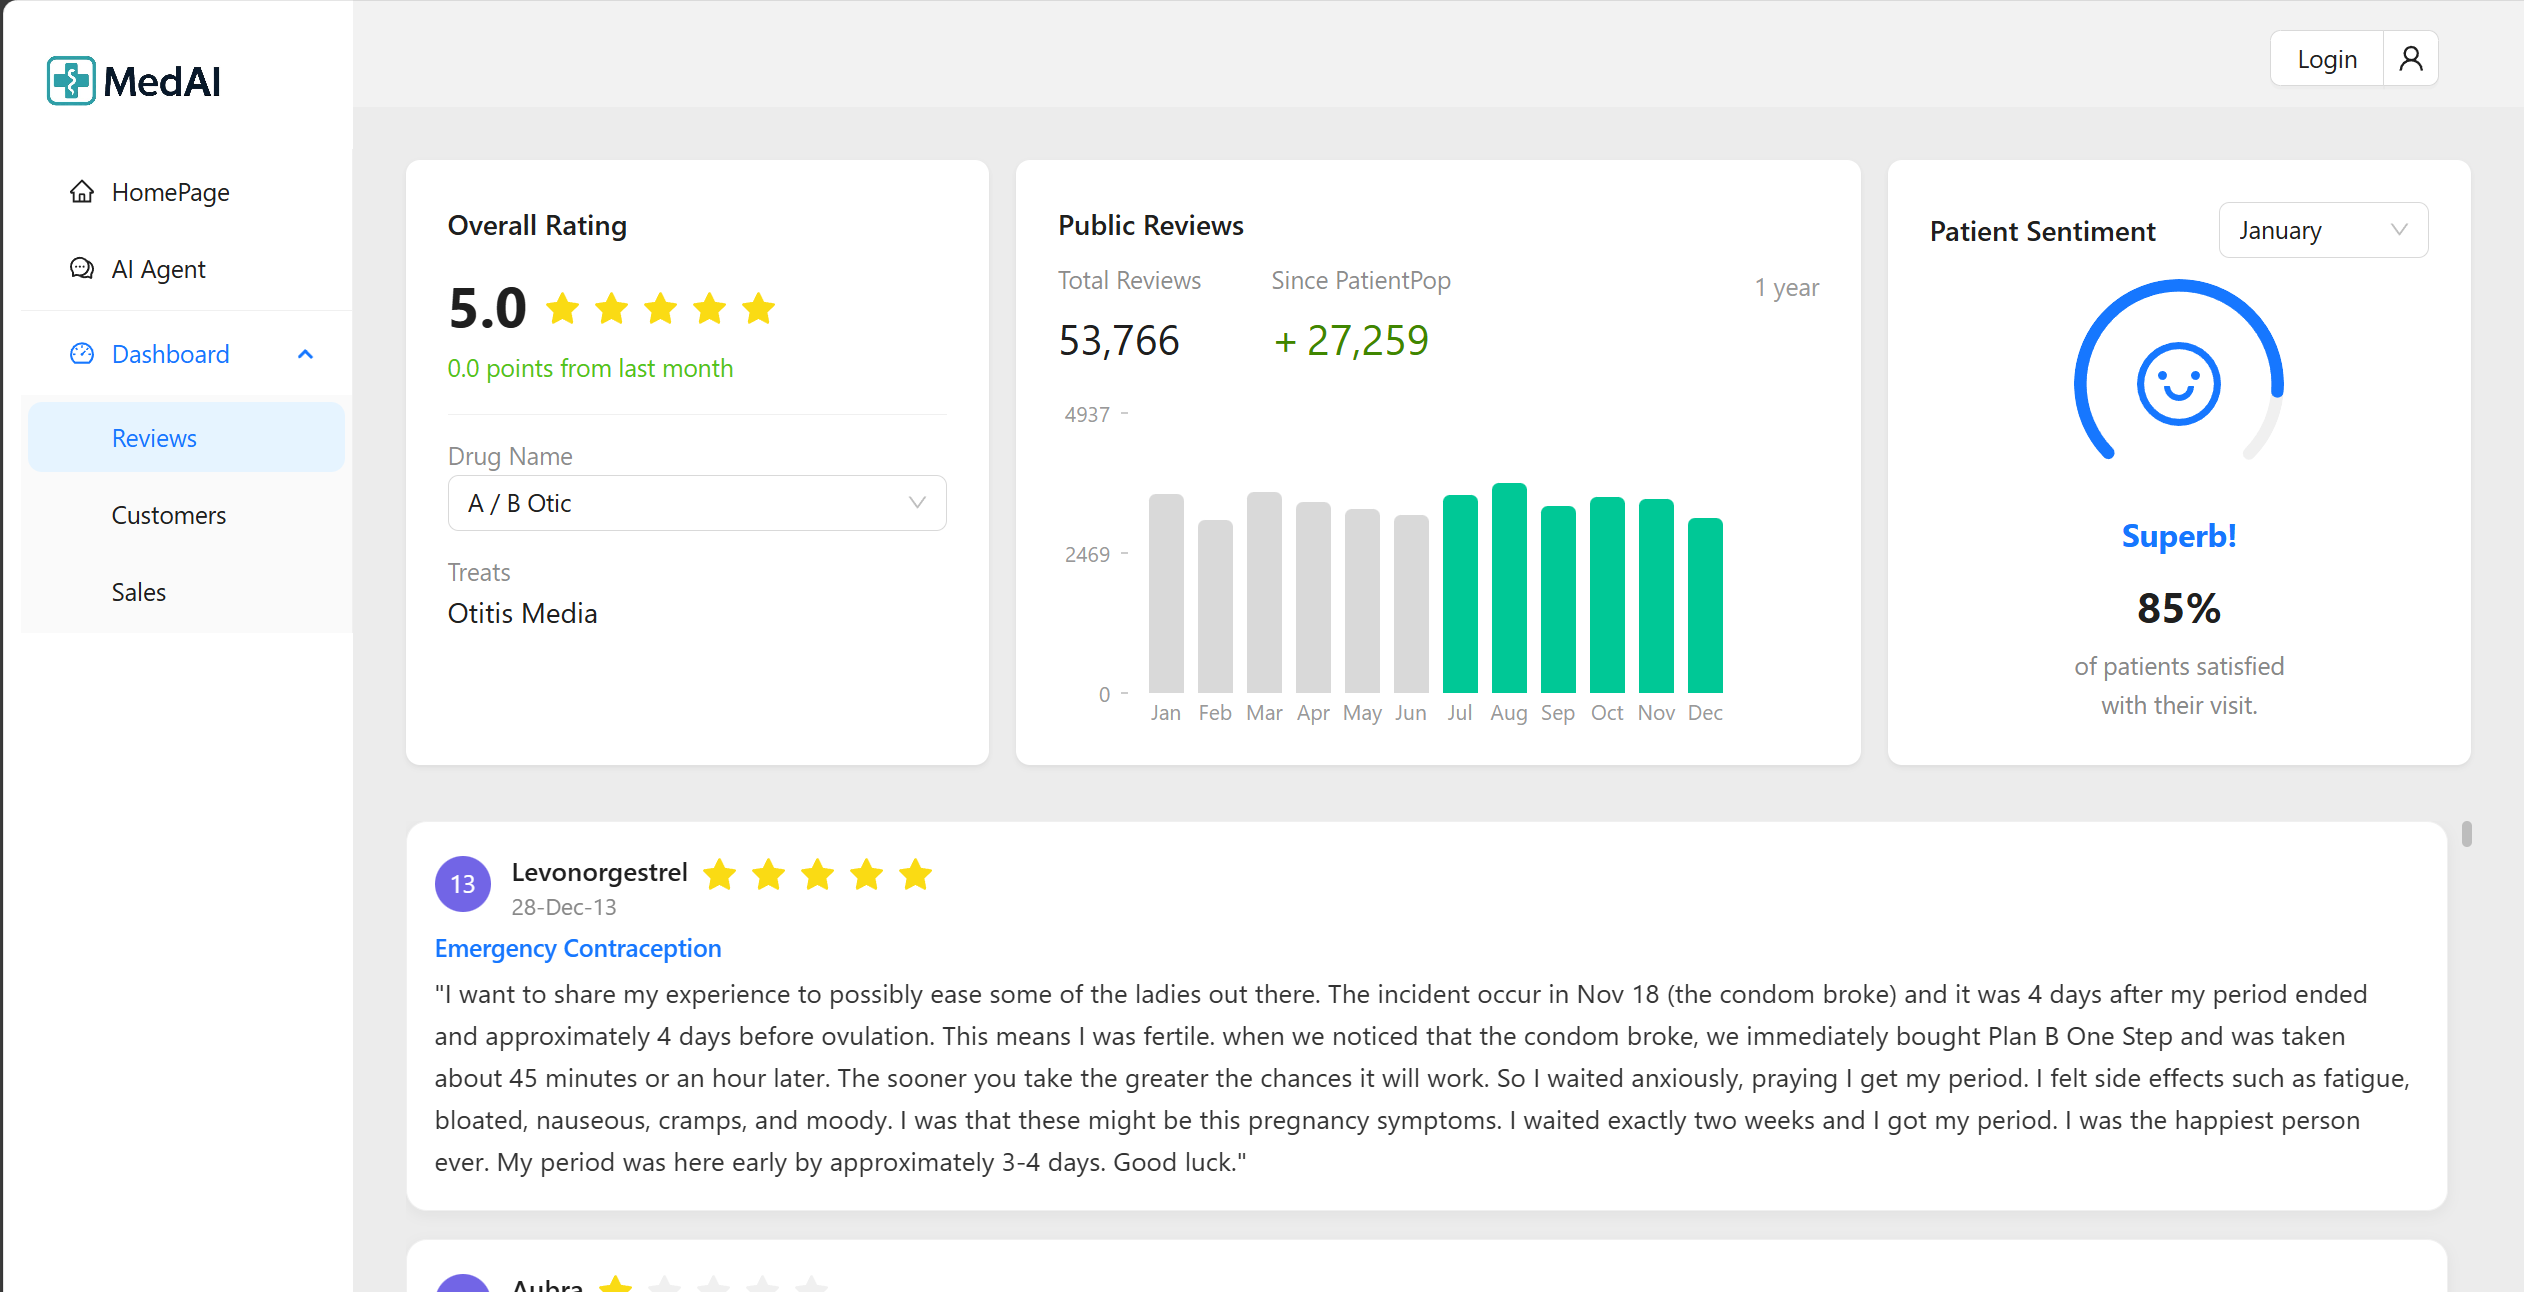 MedAI
Login
HomePage
AI Agent
Dashboard
Reviews
Customers
Sales
Overall Rating
5.0
0.0 points from last month
Drug Name
A / B Otic
Treats
Otitis Media
Public Reviews
Total Reviews
53,766
Since PatientPop
+ 27,259
1 year
4937
2469
0
Jan Feb Mar Apr May Jun Jul Aug Sep Oct Nov Dec
Patient Sentiment
January
Superb!
85%
of patients satisfied
with their visit.
13
Levonorgestrel
28-Dec-13
Emergency Contraception
"I want to share my experience to possibly ease some of the ladies out there. The incident occur in Nov 18 (the condom broke) and it was 4 days after my period ended
and approximately 4 days before ovulation. This means I was fertile. when we noticed that the condom broke, we immediately bought Plan B One Step and was taken
about 45 minutes or an hour later. The sooner you take the greater the chances it will work. So I waited anxiously, praying I get my period. I felt side effects such as fatigue,
bloated, nauseous, cramps, and moody. I was that these might be this pregnancy symptoms. I waited exactly two weeks and I got my period. I was the happiest person
ever. My period was here early by approximately 3-4 days. Good luck."
Aubra